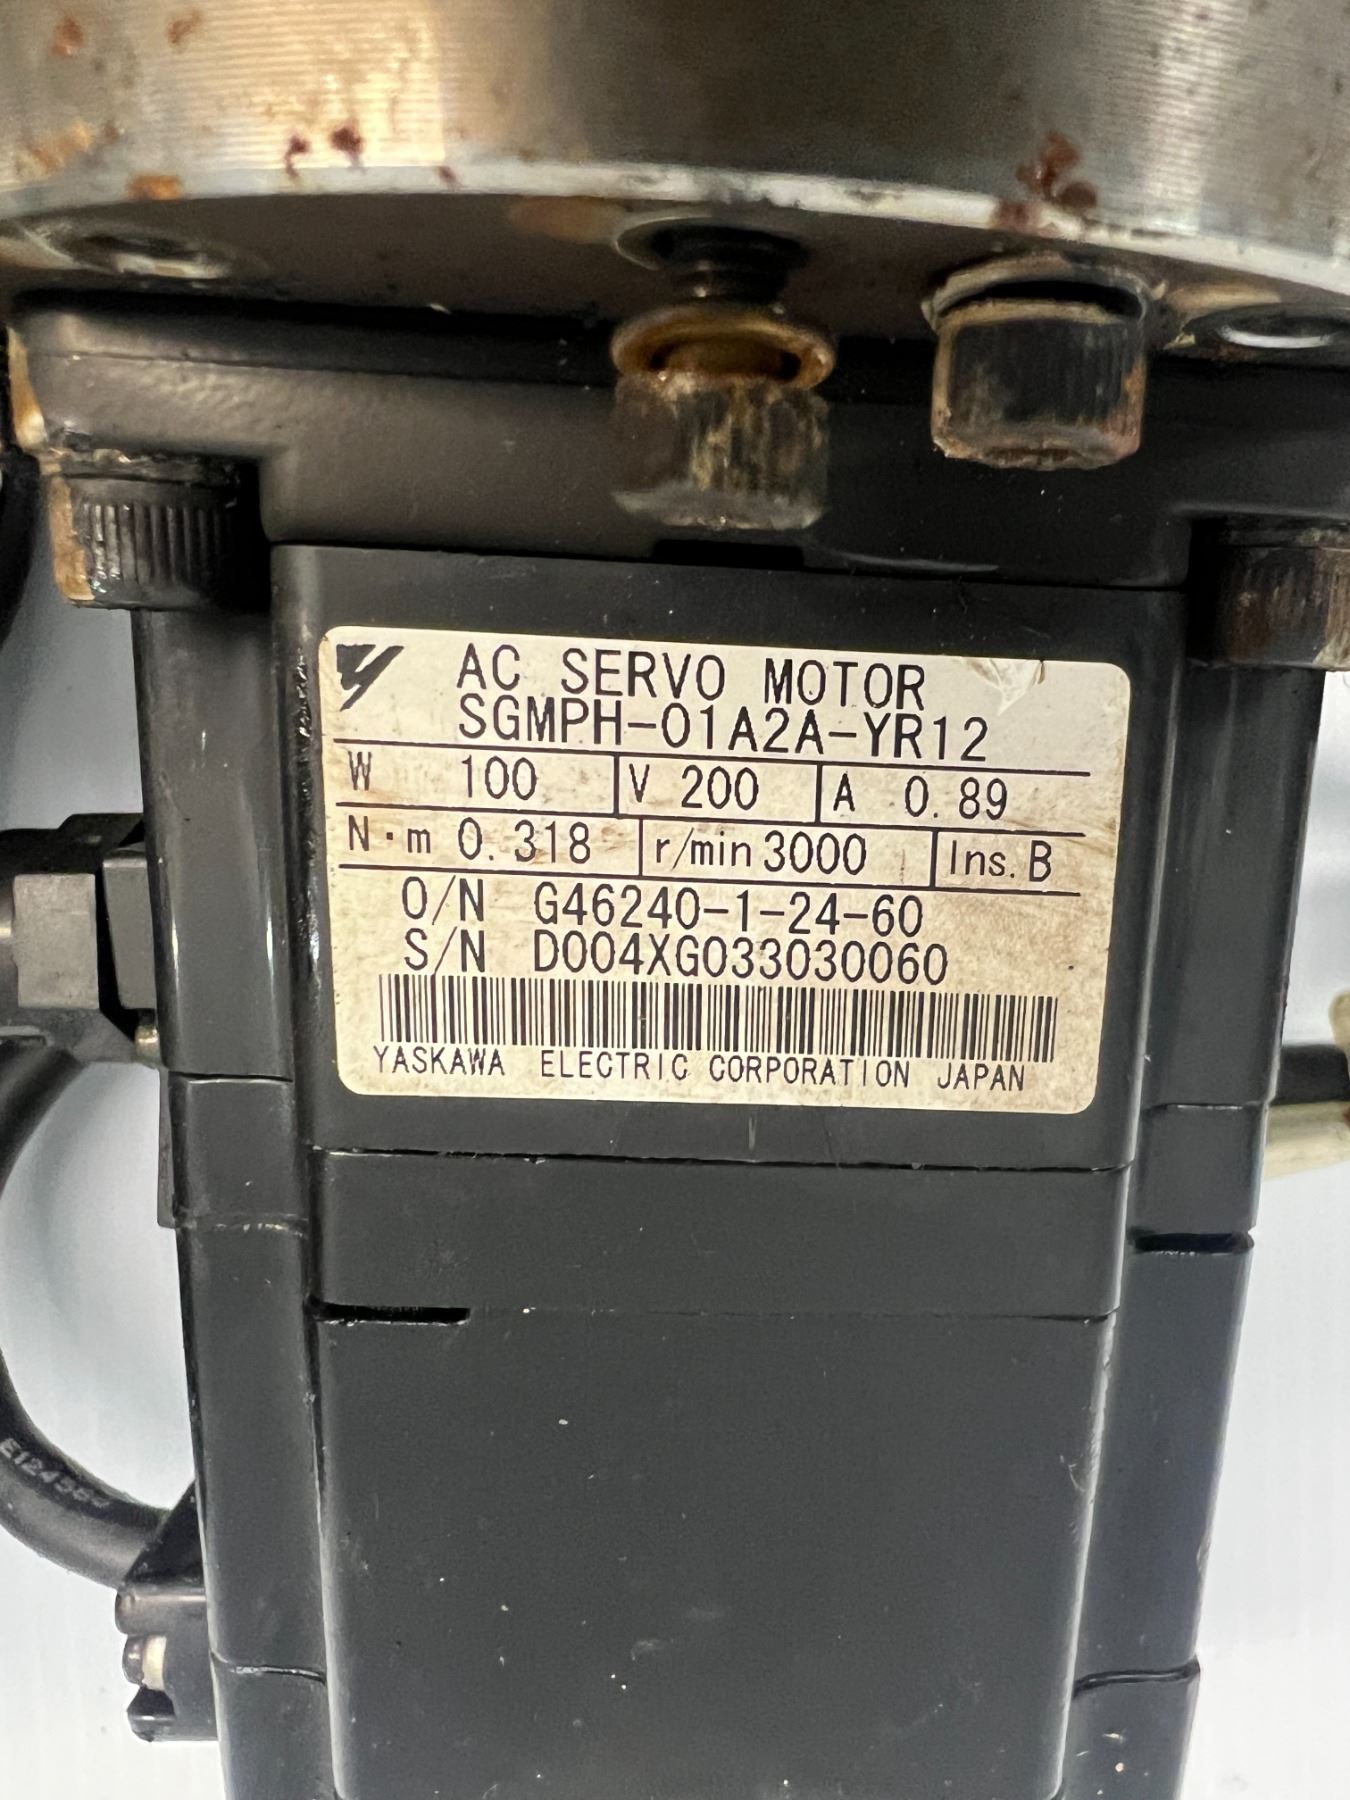 AC SERVO MOTOR
SGMPH-01A2A-YR12
W 100 V 200 A 0.89
N·m 0.318 r/min 3000 Ins. B
O/N G46240-1-24-60
S/N D004XG033030060
YASKAWA ELECTRIC CORPORATION JAPAN